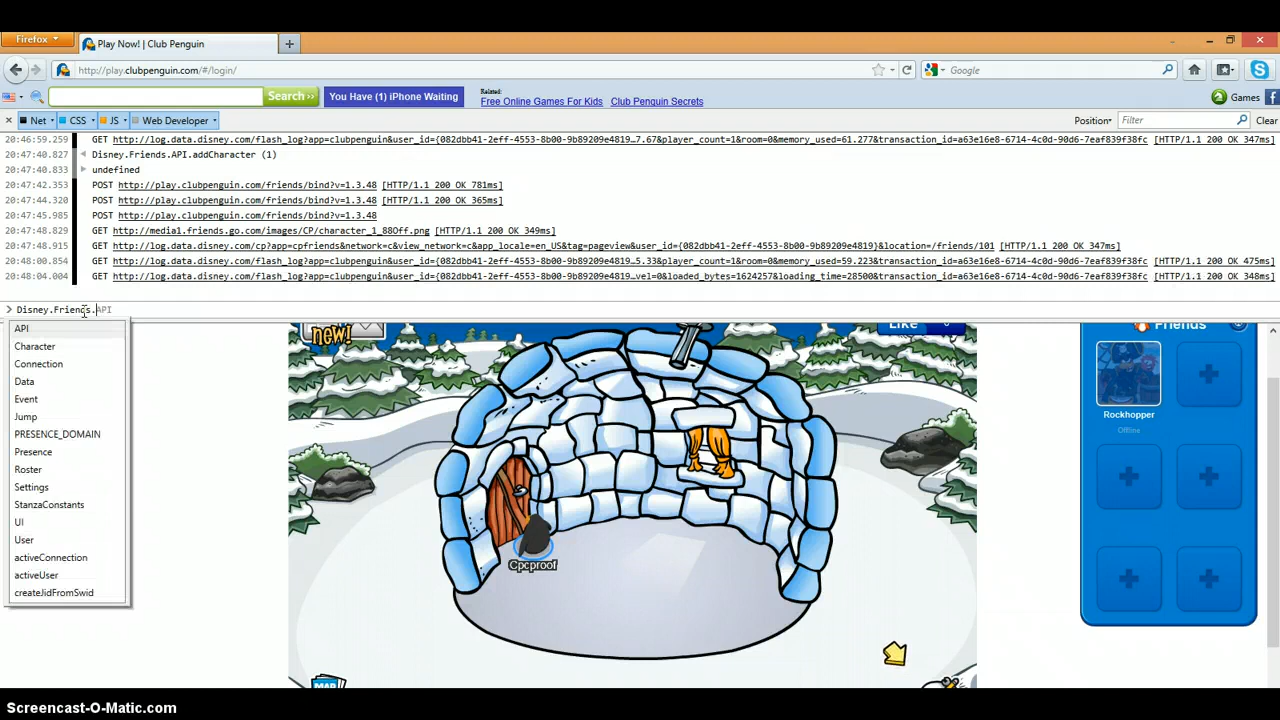 Firefox
Play Now! | Club Penguin
http://play.clubpenguin.com/#/login/
Google
Search >>
You Have (1) iPhone Waiting
Related:
Free Online Games For Kids Club Penguin Secrets
Games
Net CSS JS Web Developer Position: Filter Clear
20:46:59.259 GET http://log.data.disney.com/flash_log?app=clubpenguin&user_id={082dbb41-2eff-4553-8b00-9b89209e4819…7.67&player_count=1&room=0&memory_used=61.277&transaction_id=a63e16e8-6714-4c0d-90d6-7eaf839f38fc [HTTP/1.1 200 OK 347ms]
20:47:40.827 Disney.Friends.API.addCharacter (1)
20:47:40.833 undefined
20:47:42.353 POST http://play.clubpenguin.com/friends/bind?v=1.3.48 [HTTP/1.1 200 OK 781ms]
20:47:44.320 POST http://play.clubpenguin.com/friends/bind?v=1.3.48 [HTTP/1.1 200 OK 365ms]
20:47:45.985 POST http://play.clubpenguin.com/friends/bind?v=1.3.48
20:47:48.829 GET http://media1.friends.go.com/images/CP/character_1_88Off.png [HTTP/1.1 200 OK 349ms]
20:47:48.915 GET http://log.data.disney.com/cp?app=cpfriends&network=c&view_network=c&app_locale=en_US&tag=pageview&user_id={082dbb41-2eff-4553-8b00-9b89209e4819}&location=/friends/101 [HTTP/1.1 200 OK 347ms]
20:48:00.854 GET http://log.data.disney.com/flash_log?app=clubpenguin&user_id={082dbb41-2eff-4553-8b00-9b89209e4819…5.33&player_count=1&room=0&memory_used=59.223&transaction_id=a63e16e8-6714-4c0d-90d6-7eaf839f38fc [HTTP/1.1 200 OK 475ms]
20:48:04.004 GET http://log.data.disney.com/flash_log?app=clubpenguin&user_id={082dbb41-2eff-4553-8b00-9b89209e4819…vel=0&loaded_bytes=1624257&loading_time=28500&transaction_id=a63e16e8-6714-4c0d-90d6-7eaf839f38fc [HTTP/1.1 200 OK 348ms]
Disney.Friends.API
API
Character
Connection
Data
Event
Jump
PRESENCE_DOMAIN
Presence
Roster
Settings
StanzaConstants
UI
User
activeConnection
activeUser
createJidFromSwid
new!
Like
Friends
Rockhopper
Offline
Cpcproof
MAP
Screencast-O-Matic.com